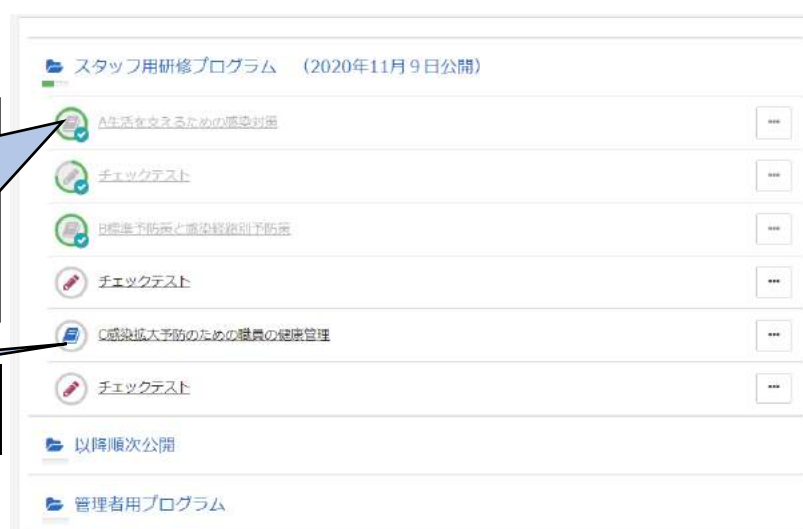 スタッフ用研修プログラム （2020年11月9日公開）
A生活を支えるための感染対策
チェックテスト
B標準予防策と感染経路別予防策
チェックテスト
C感染拡大予防のための職員の健康管理
チェックテスト
以降順次公開
管理者用プログラム